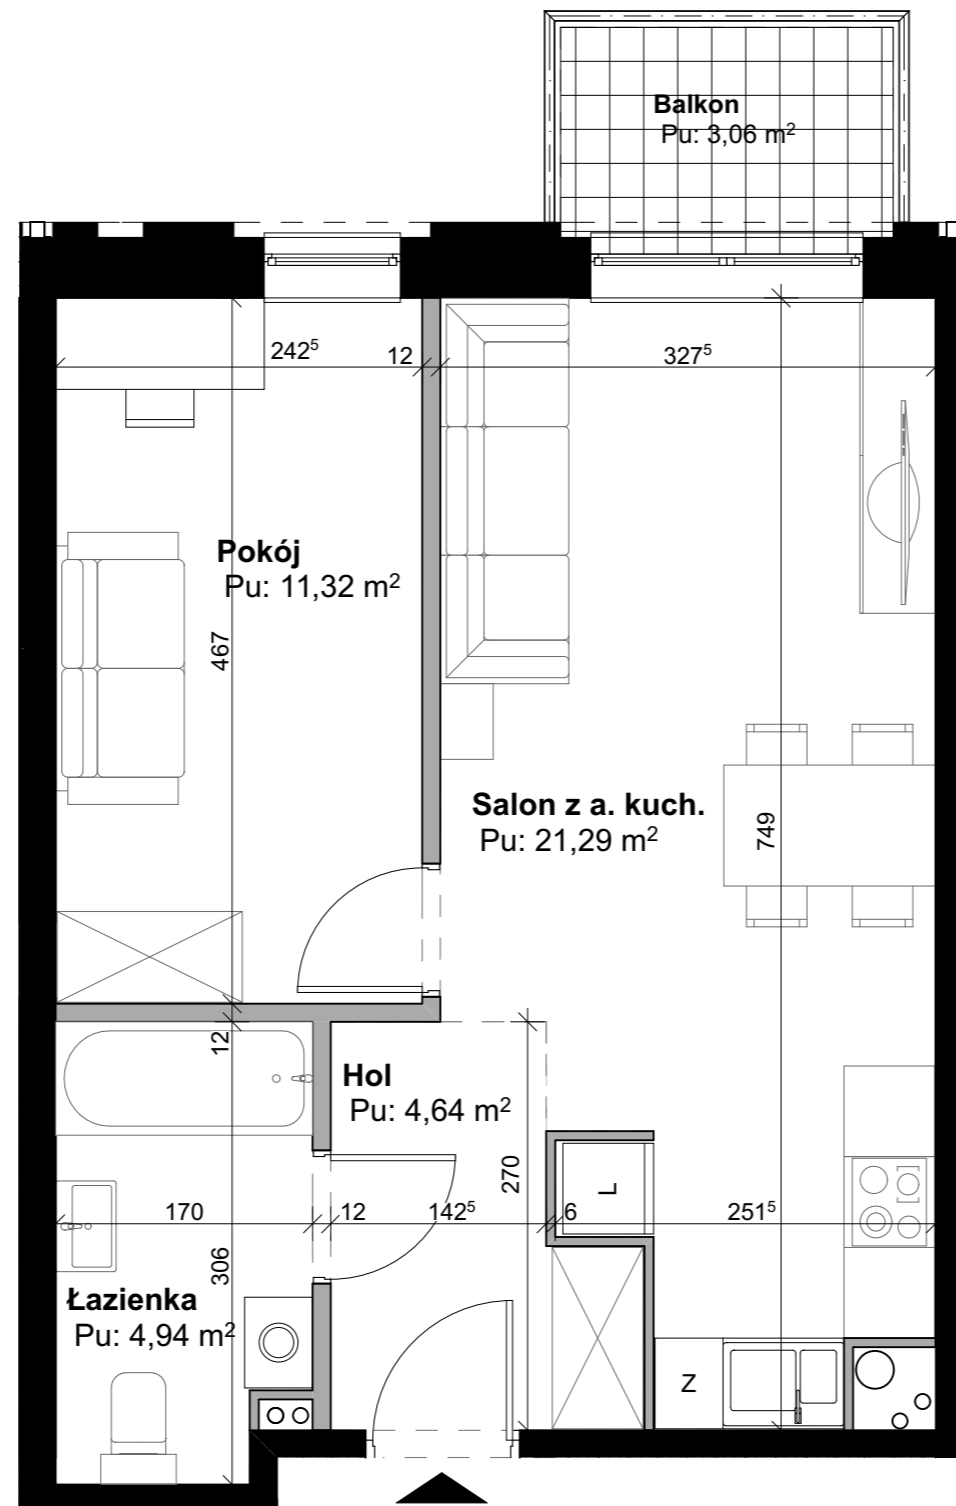 Balkon
Pu: 3,06 m²
242⁵
12
327⁵
Pokój
Pu: 11,32 m²
467
Salon z a. kuch.
Pu: 21,29 m²
749
12
Hol
Pu: 4,64 m²
270
L
170
12
142⁵
6
251⁵
306
Łazienka
Pu: 4,94 m²
Z